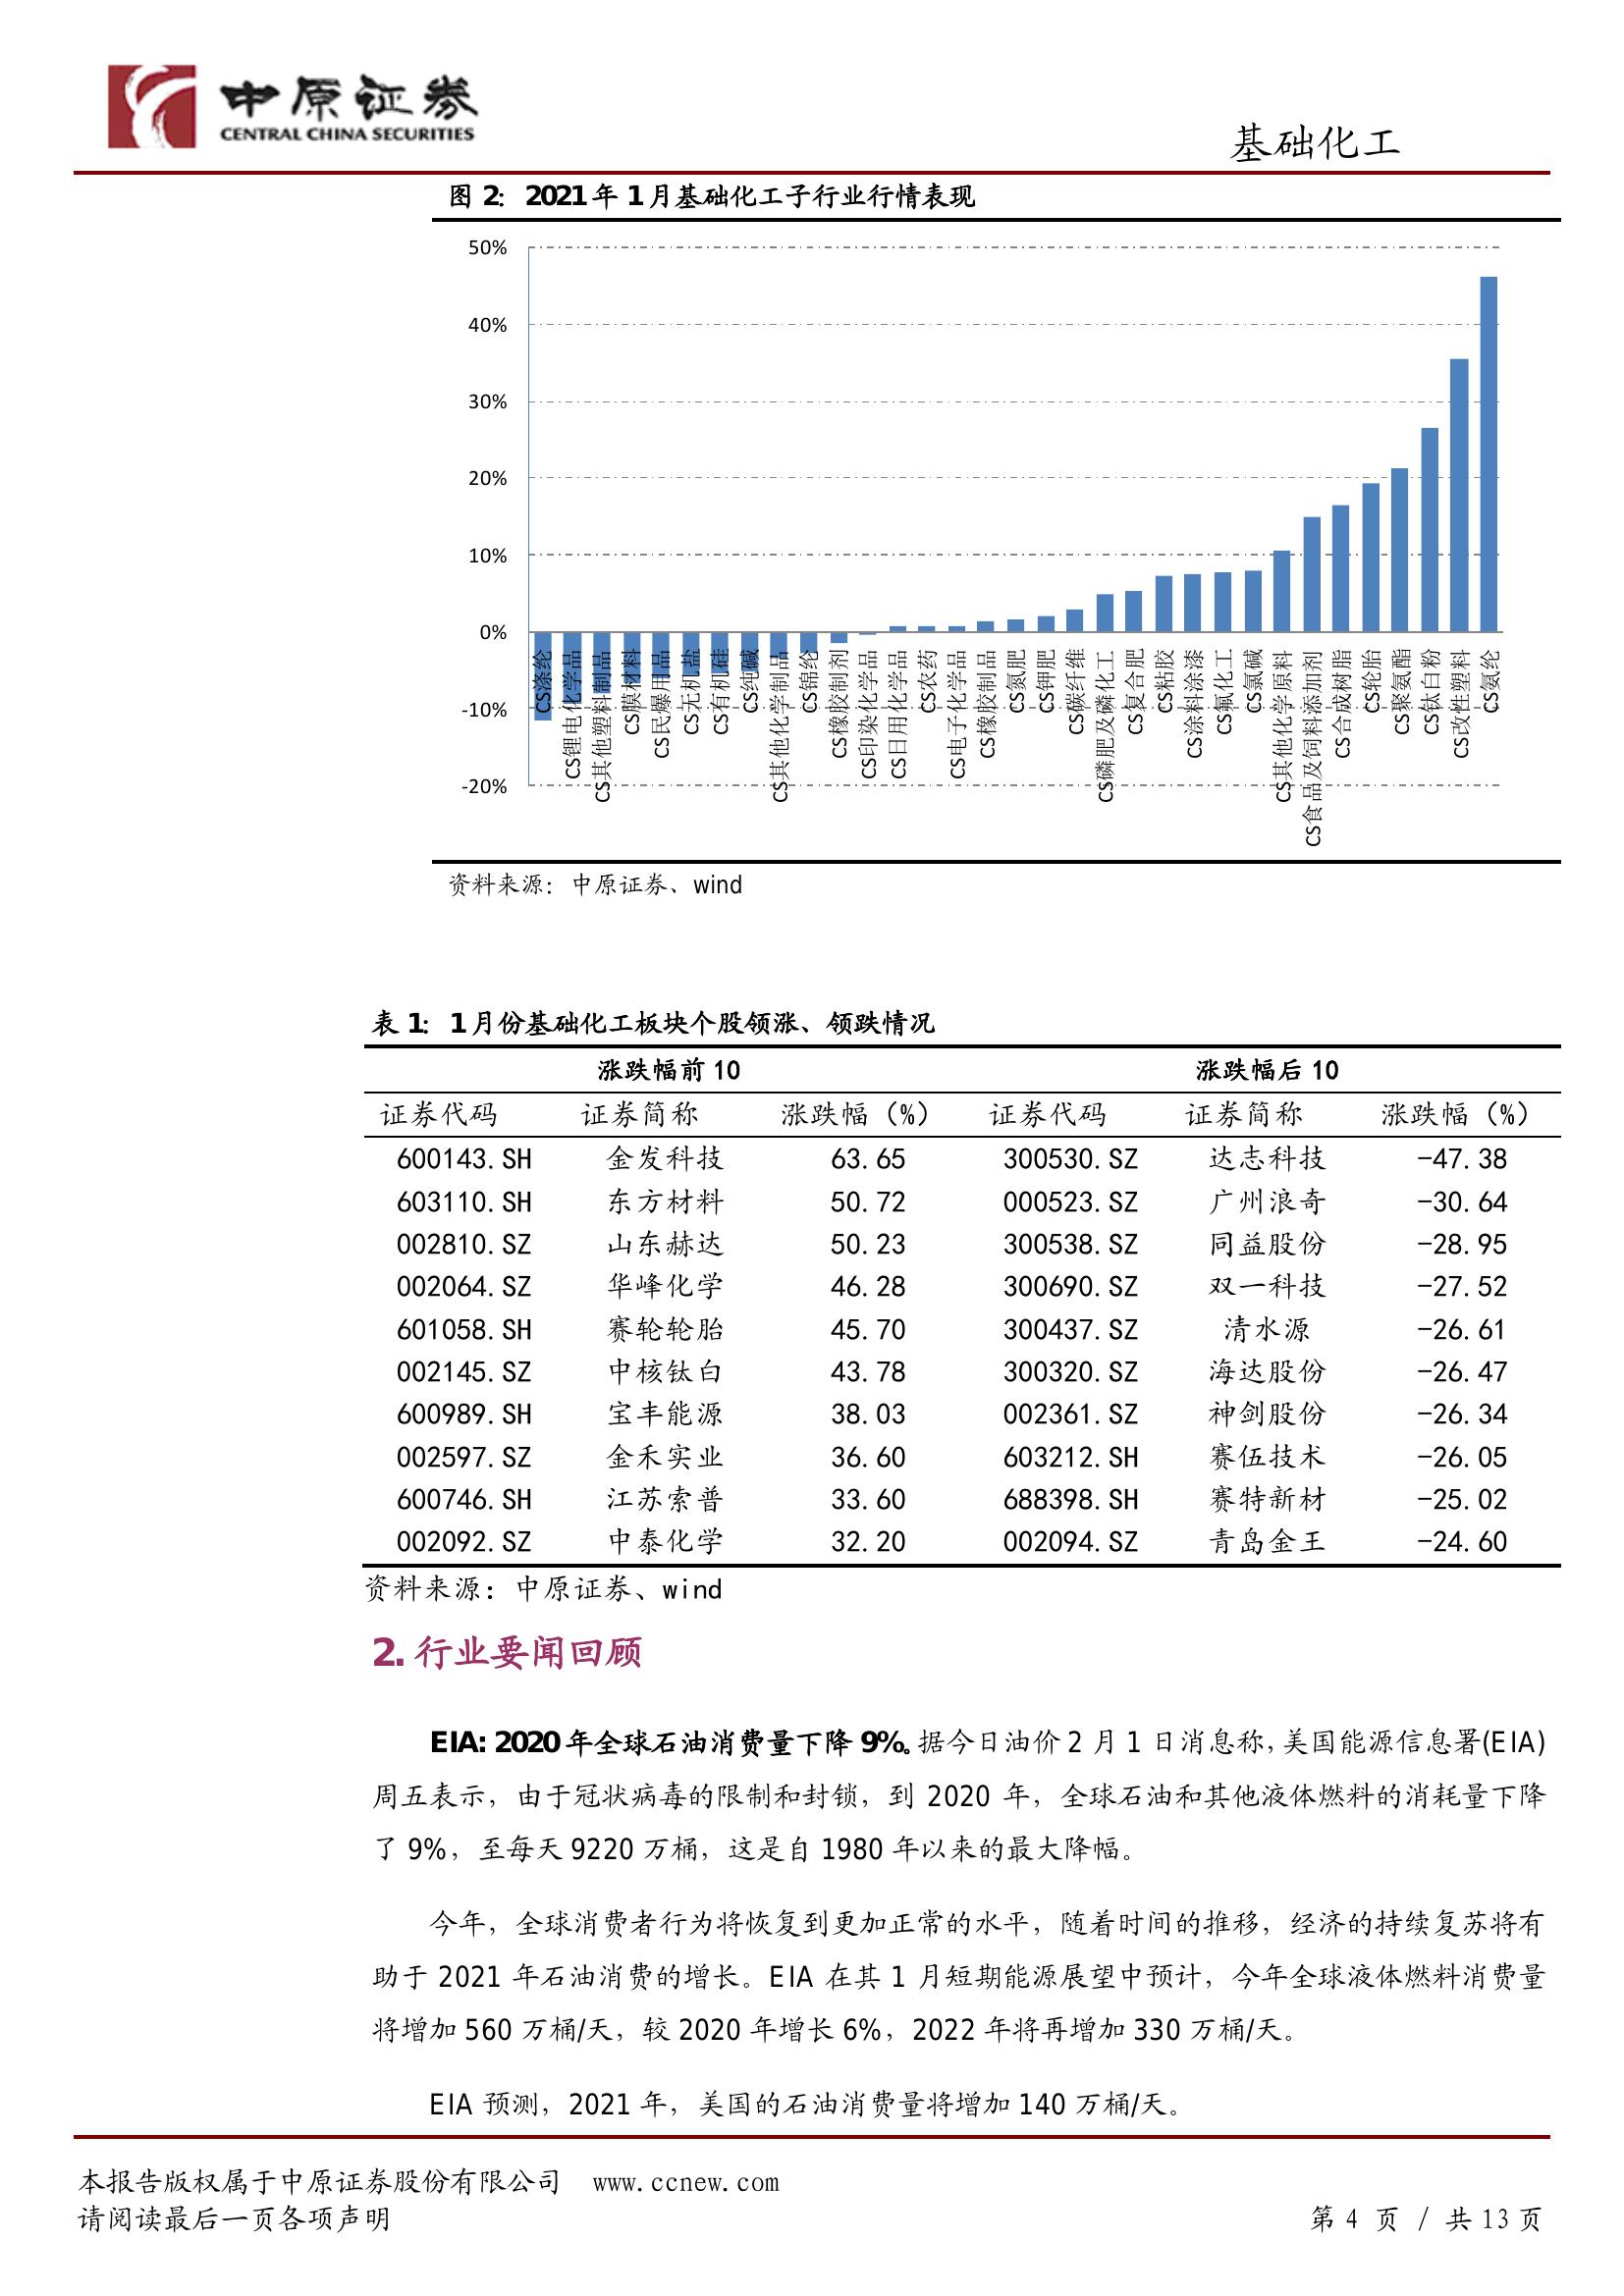 中原证券
CENTRAL CHINA SECURITIES
基础化工
图 2: 2021 年 1 月基础化工子行业行情表现
50%
40%
30%
20%
10%
0%
-10%
-20%
CS涤纶
CS锂电化学品
CS其他塑料制品
CS膜材料
CS民爆用品
CS无机盐
CS有机硅
CS纯碱
CS其他化学制品
CS锦纶
CS橡胶制剂
CS印染化学品
CS日用化学品
CS农药
CS电子化学品
CS橡胶制品
CS氮肥
CS钾肥
CS碳纤维
CS磷肥及磷化工
CS复合肥
CS粘胶
CS涂料涂漆
CS氟化工
CS氯碱
CS其他化学原料
CS食品及饲料添加剂
CS合成树脂
CS轮胎
CS聚氨酯
CS钛白粉
CS改性塑料
CS氨纶
资料来源：中原证券、wind
表 1: 1 月份基础化工板块个股领涨、领跌情况
涨跌幅前 10 涨跌幅后 10
证券代码 证券简称 涨跌幅（%） 证券代码 证券简称 涨跌幅（%）
600143.SH 金发科技 63.65 300530.SZ 达志科技 -47.38
603110.SH 东方材料 50.72 000523.SZ 广州浪奇 -30.64
002810.SZ 山东赫达 50.23 300538.SZ 同益股份 -28.95
002064.SZ 华峰化学 46.28 300690.SZ 双一科技 -27.52
601058.SH 赛轮轮胎 45.70 300437.SZ 清水源 -26.61
002145.SZ 中核钛白 43.78 300320.SZ 海达股份 -26.47
600989.SH 宝丰能源 38.03 002361.SZ 神剑股份 -26.34
002597.SZ 金禾实业 36.60 603212.SH 赛伍技术 -26.05
600746.SH 江苏索普 33.60 688398.SH 赛特新材 -25.02
002092.SZ 中泰化学 32.20 002094.SZ 青岛金王 -24.60
资料来源：中原证券、wind
2. 行业要闻回顾
EIA: 2020 年全球石油消费量下降 9%。据今日油价 2 月 1 日消息称，美国能源信息署(EIA)
周五表示，由于冠状病毒的限制和封锁，到 2020 年，全球石油和其他液体燃料的消耗量下降
了 9%，至每天 9220 万桶，这是自 1980 年以来的最大降幅。
今年，全球消费者行为将恢复到更加正常的水平，随着时间的推移，经济的持续复苏将有
助于 2021 年石油消费的增长。EIA 在其 1 月短期能源展望中预计，今年全球液体燃料消费量
将增加 560 万桶/天，较 2020 年增长 6%，2022 年将再增加 330 万桶/天。
EIA 预测，2021 年，美国的石油消费量将增加 140 万桶/天。
本报告版权属于中原证券股份有限公司 www.ccnew.com
请阅读最后一页各项声明 第 4 页 / 共 13 页